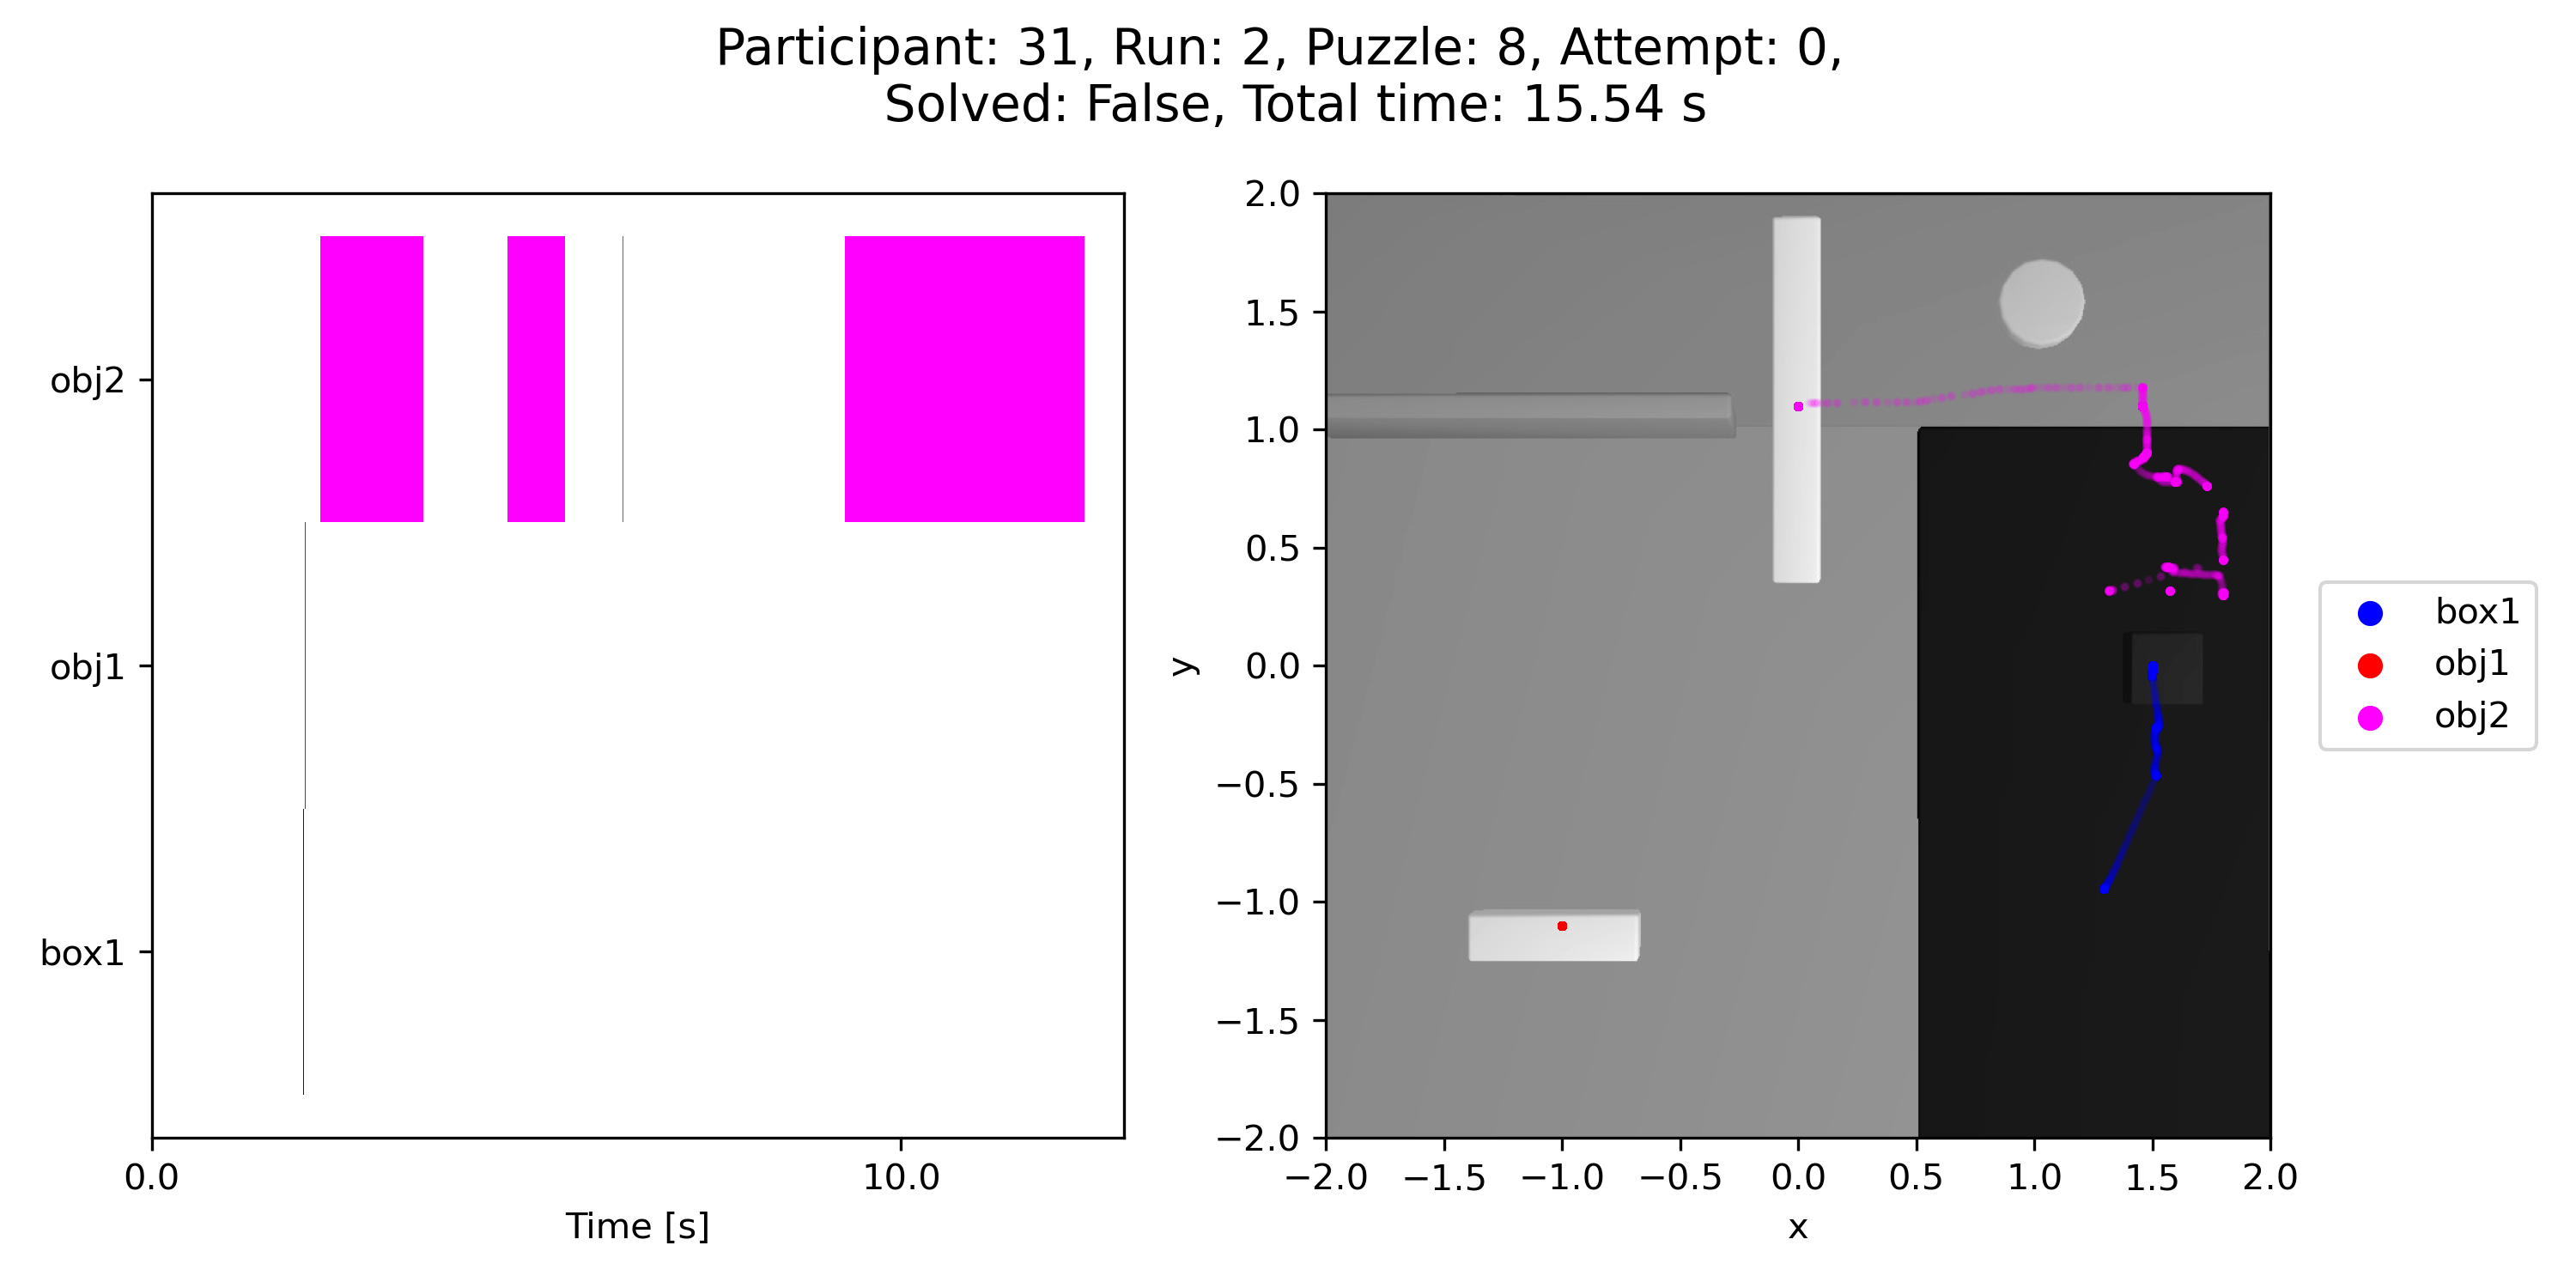 Participant: 31, Run: 2, Puzzle: 8, Attempt: 0,
Solved: False, Total time: 15.54 s
obj2
obj1
box1
0.0
10.0
Time [s]
y
2.0
1.5
1.0
0.5
0.0
−0.5
−1.0
−1.5
−2.0
−2.0 −1.5 −1.0 −0.5 0.0 0.5 1.0 1.5 2.0
x
box1
obj1
obj2